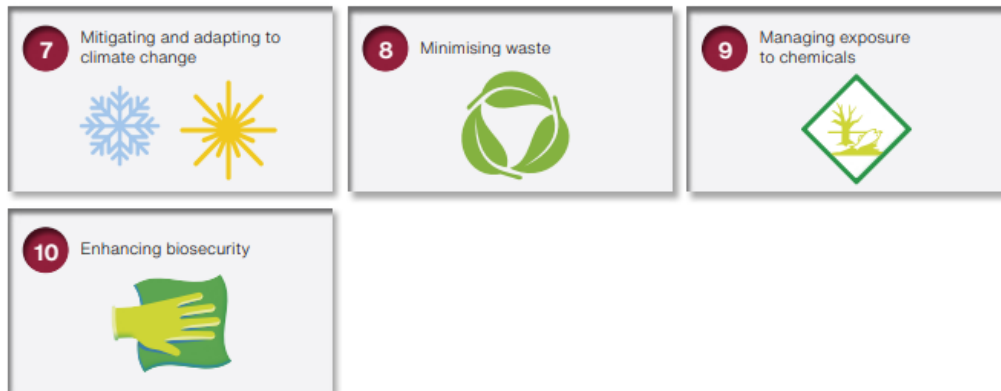 7
Mitigating and adapting to
climate change
8
Minimising waste
9
Managing exposure
to chemicals
10
Enhancing biosecurity